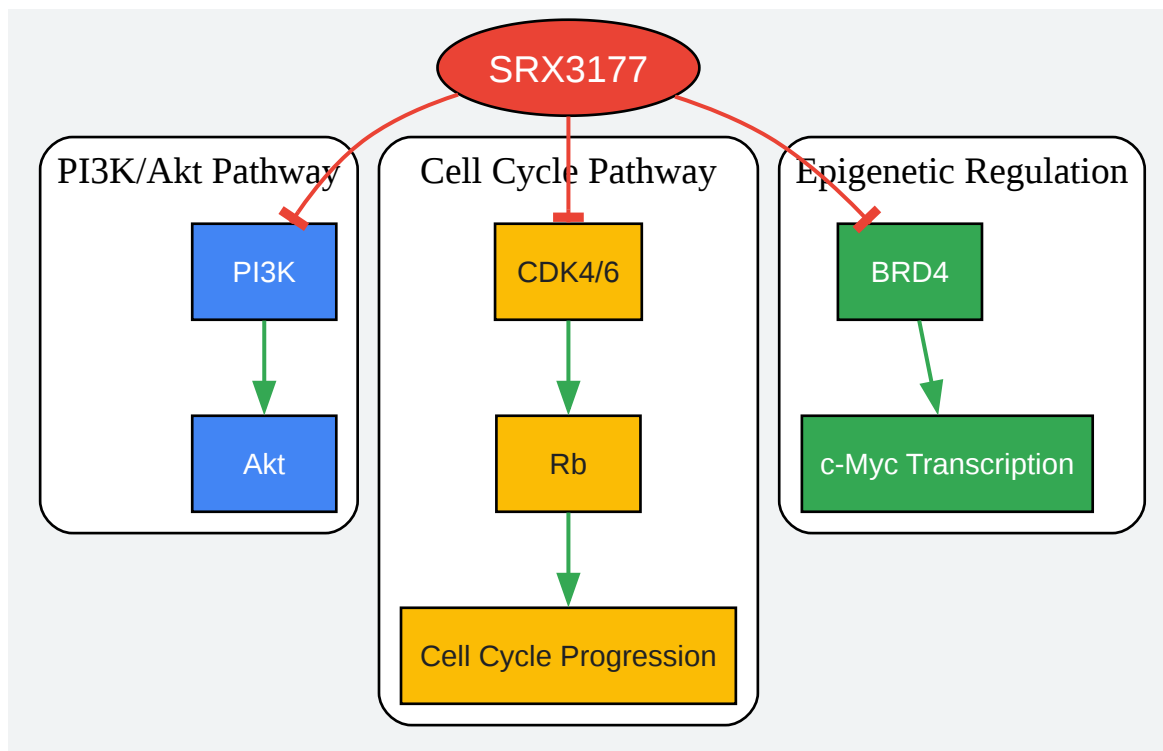 SRX3177
PI3K/Akt Pathway
Cell Cycle Pathway
Epigenetic Regulation
PI3K
CDK4/6
BRD4
Akt
Rb
c-Myc Transcription
Cell Cycle Progression